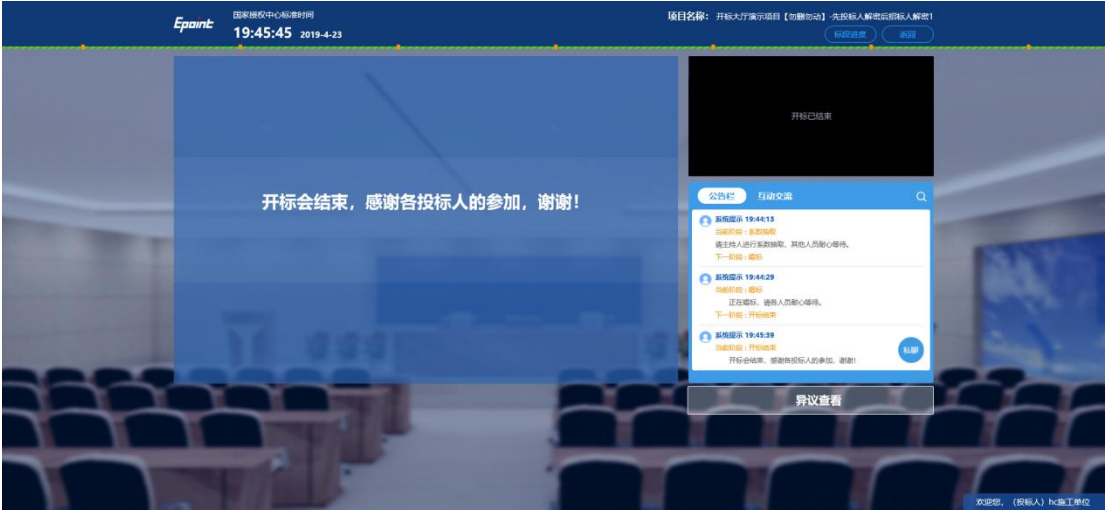 Epoint
国家授权中心标准时间
19:45:45 2019-4-23
项目名称： 开标大厅演示项目【勿删勿动】-先投标人解密后招标人解密1
标段进度 返回
开标会结束，感谢各投标人的参加，谢谢！
开标已结束
公告栏 互动交流
系统提示 19:44:13
当前阶段：系数抽取
请主持人进行系数抽取，其他人员耐心等待。
下一阶段：唱标
系统提示 19:44:29
当前阶段：唱标
正在唱标，请各人员耐心等待。
下一阶段：开标结束
系统提示 19:45:39
当前阶段：开标结束
开标会结束，感谢各投标人的参加，谢谢！
私聊
异议查看
欢迎您，（投标人）hc施工单位